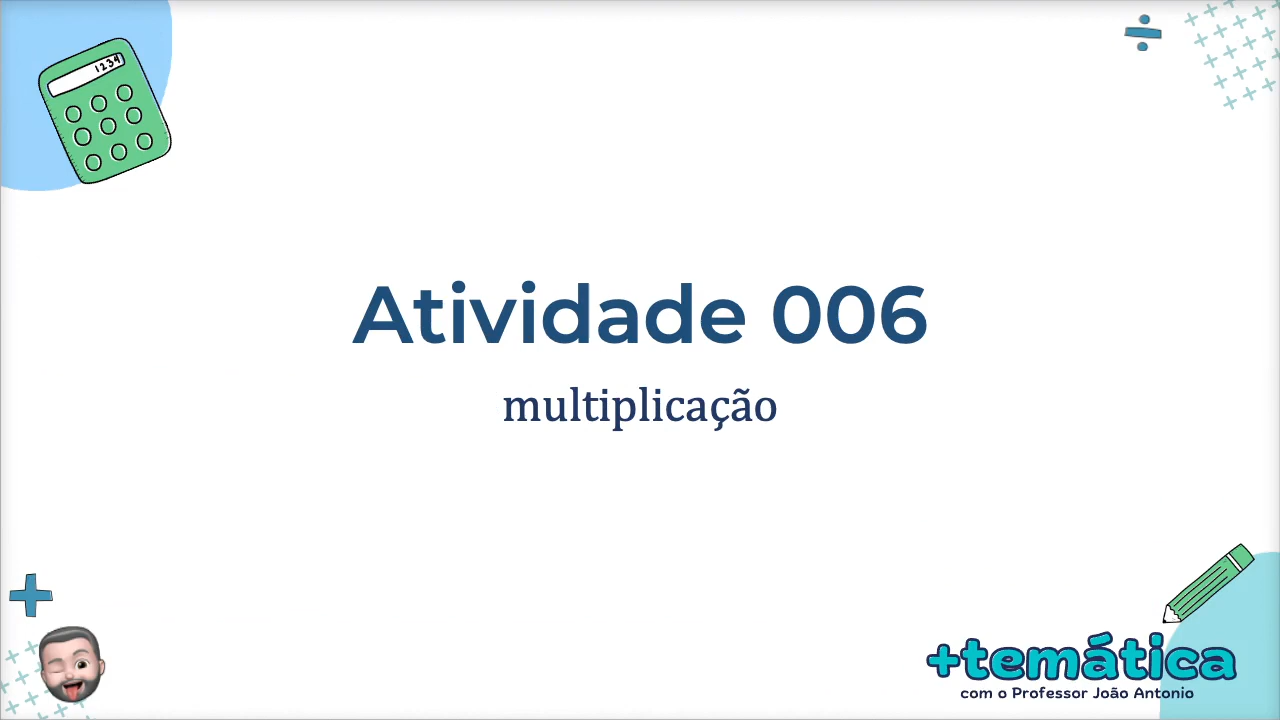 1234
Atividade 006
multiplicação
+temática
com o Professor João Antonio